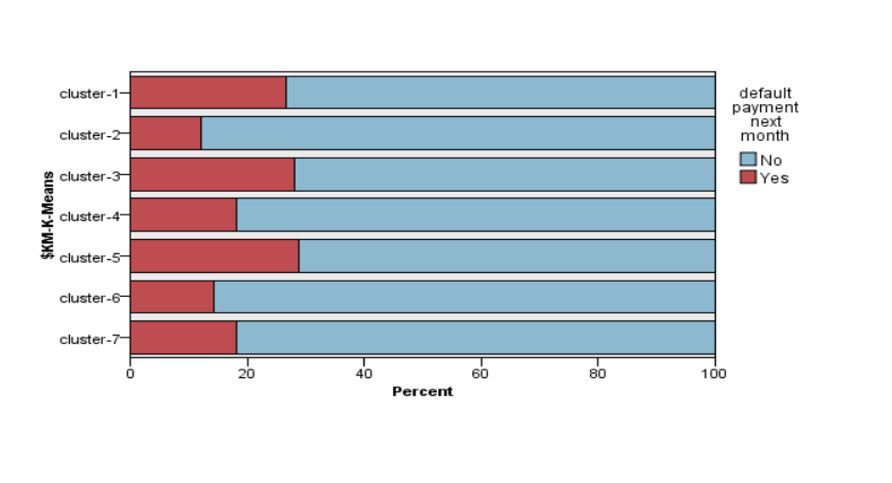 $KM-K-Means
cluster-1
cluster-2
cluster-3
cluster-4
cluster-5
cluster-6
cluster-7
0 20 40 60 80 100
Percent
default
payment
next
month
No
Yes